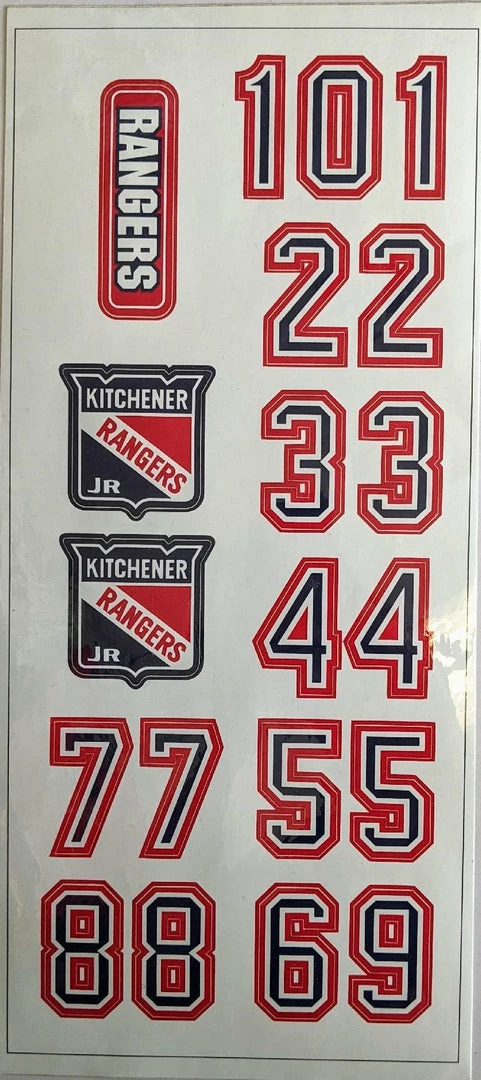 RANGERS
101
22
KITCHENER
RANGERS
JR
33
KITCHENER
RANGERS
JR
44
77
55
88
69